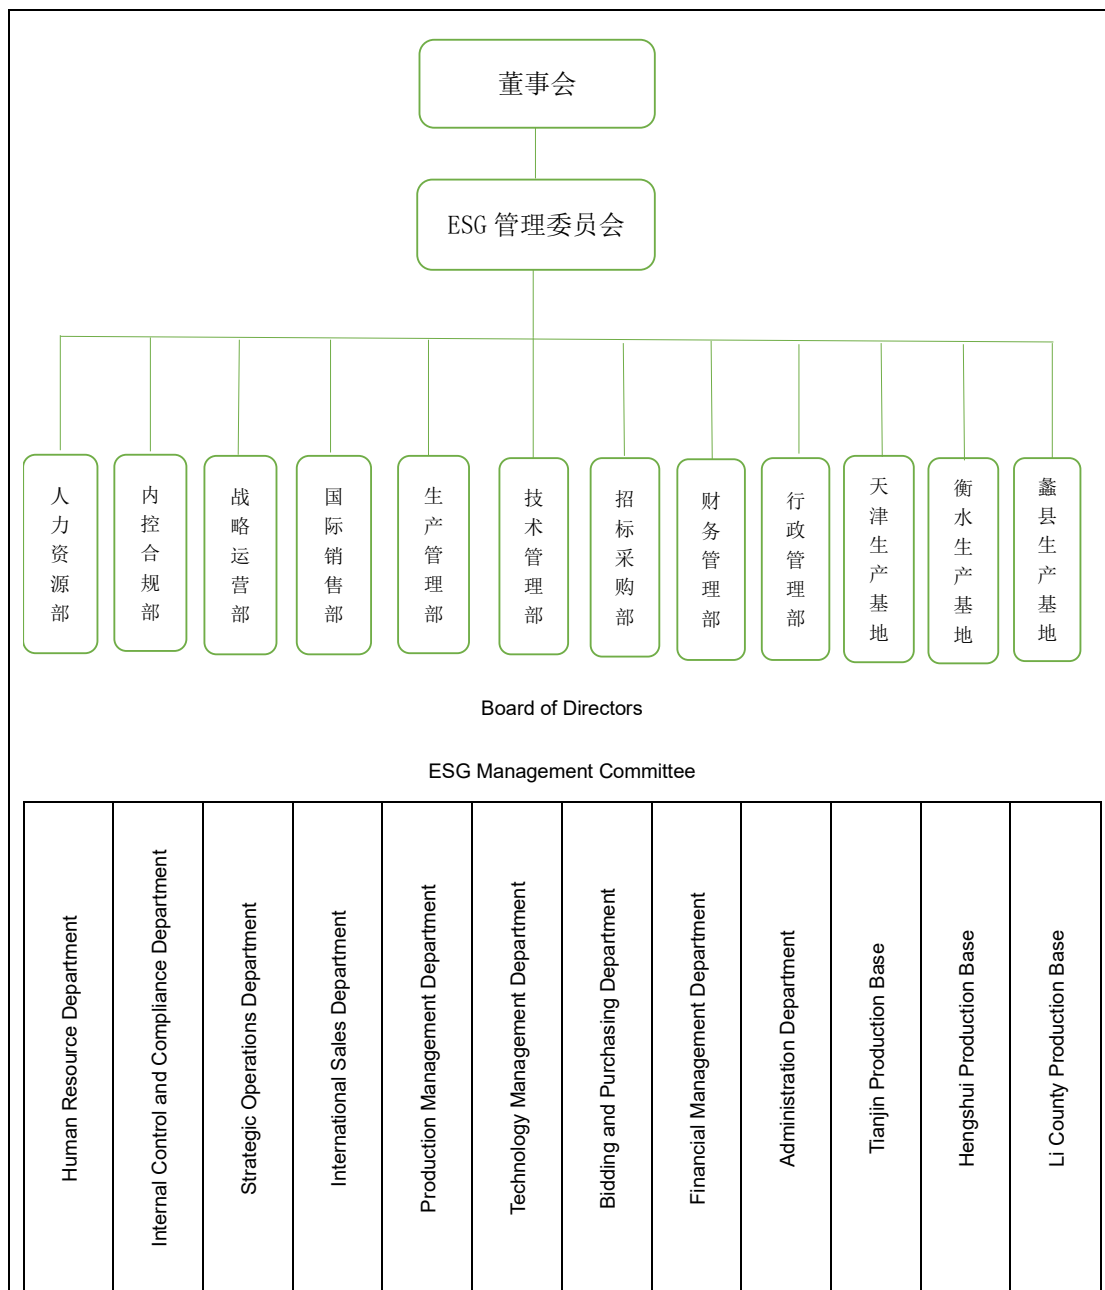 董事会
ESG 管理委员会
人力资源部
内控合规部
战略运营部
国际销售部
生产管理部
技术管理部
招标采购部
财务管理部
行政管理部
天津生产基地
衡水生产基地
蠡县生产基地
Board of Directors
ESG Management Committee
Human Resource Department
Internal Control and Compliance Department
Strategic Operations Department
International Sales Department
Production Management Department
Technology Management Department
Bidding and Purchasing Department
Financial Management Department
Administration Department
Tianjin Production Base
Hengshui Production Base
Li County Production Base